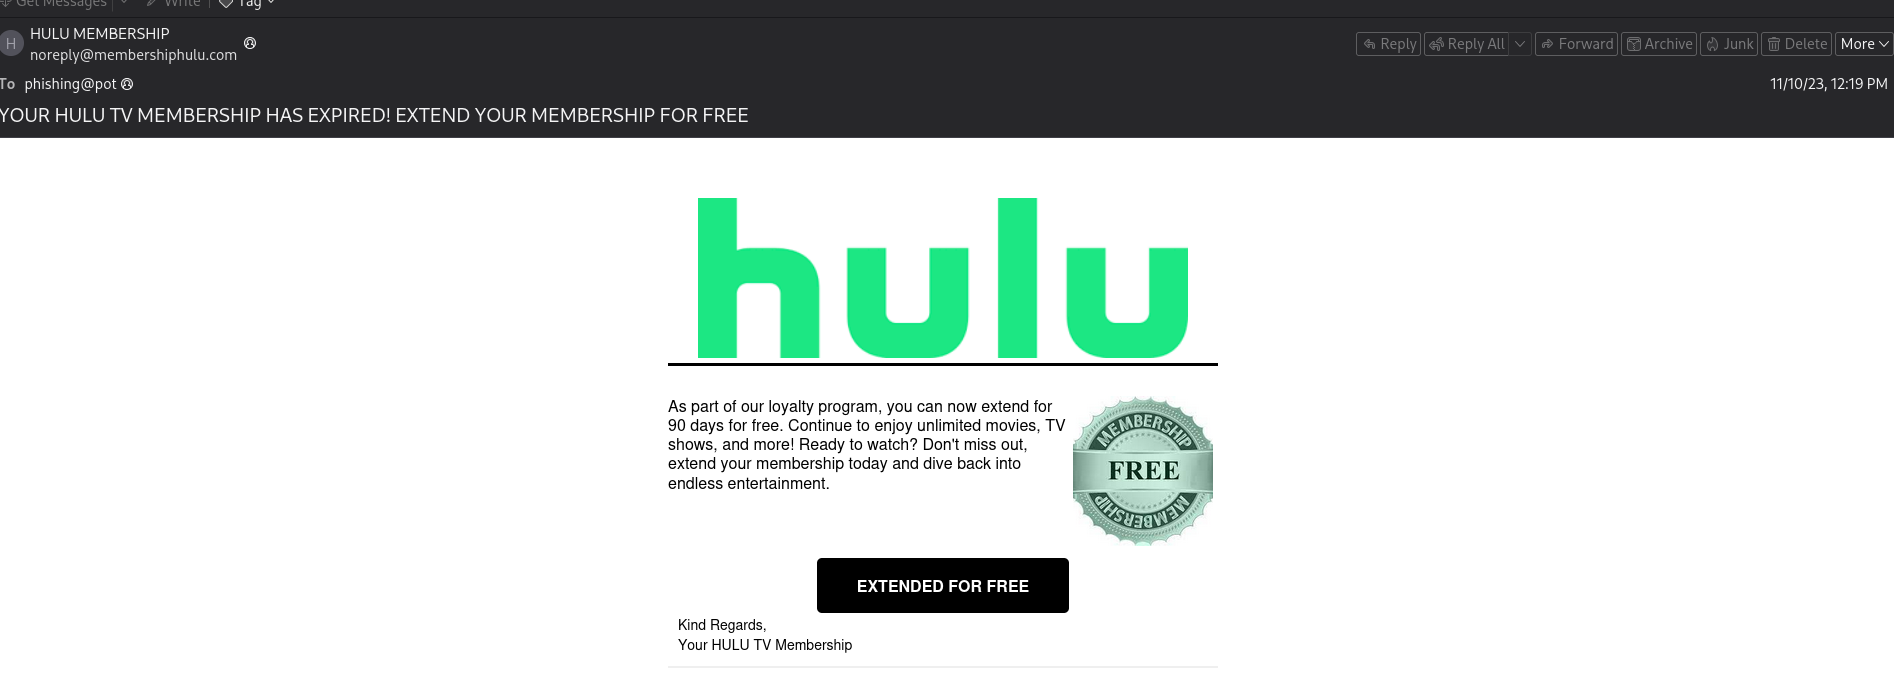 Get Messages Write Tag
H HULU MEMBERSHIP
noreply@membershiphulu.com
Reply Reply All Forward Archive Junk Delete More
To phishing@pot
11/10/23, 12:19 PM
YOUR HULU TV MEMBERSHIP HAS EXPIRED! EXTEND YOUR MEMBERSHIP FOR FREE
hulu
As part of our loyalty program, you can now extend for
90 days for free. Continue to enjoy unlimited movies, TV
shows, and more! Ready to watch? Don't miss out,
extend your membership today and dive back into
endless entertainment.
MEMBERSHIP
FREE
MEMBERSHIP
EXTENDED FOR FREE
Kind Regards,
Your HULU TV Membership